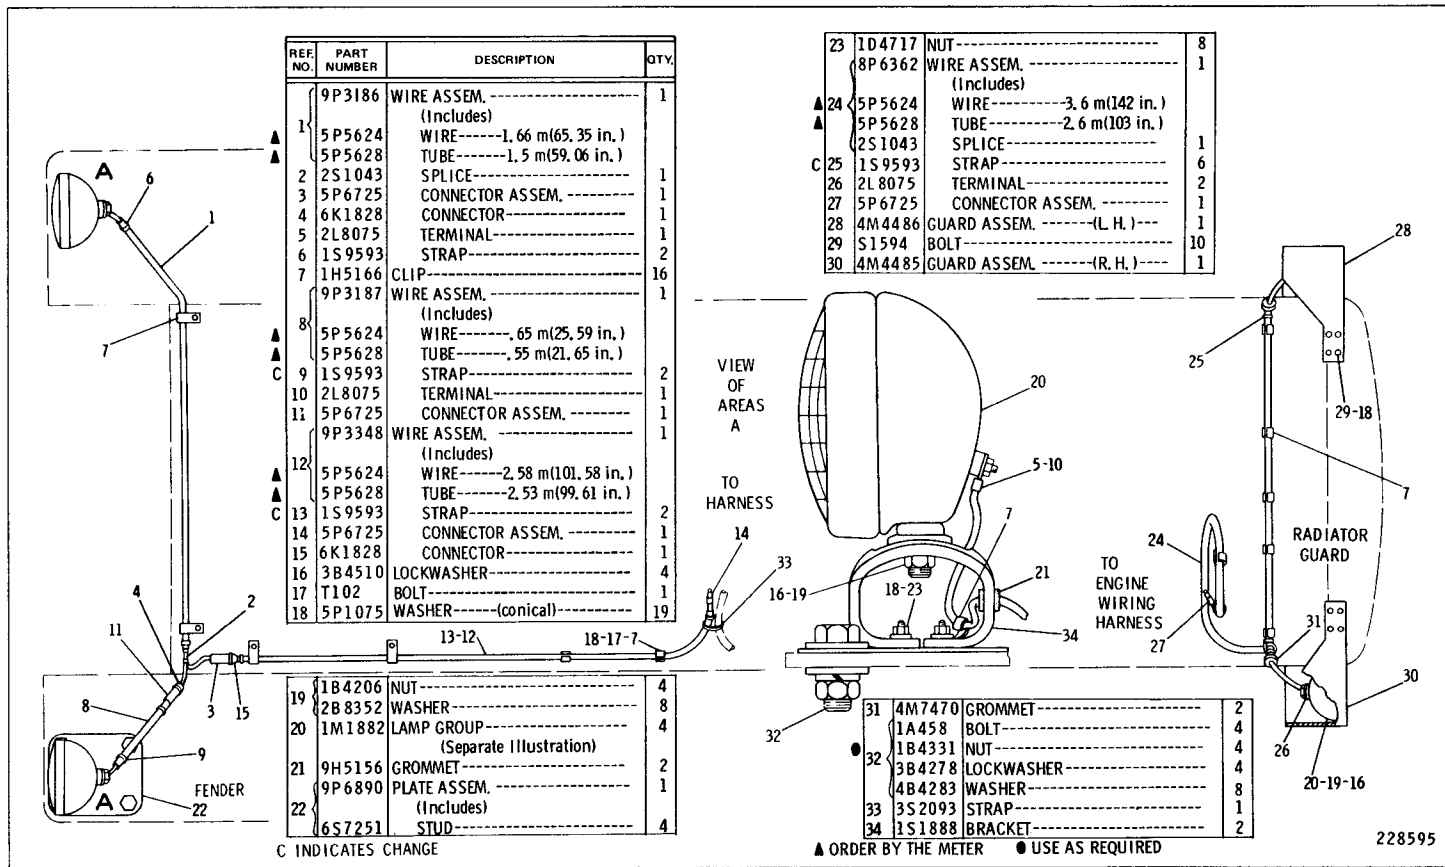 REF. NO. PART NUMBER DESCRIPTION QTY.
1 9P3186 WIRE ASSEM. ------------------- 1
(Includes)
▲ 5P5624 WIRE------1.66 m(65.35 in.)
▲ 5P5628 TUBE-------1.5 m(59.06 in.)
2 2S1043 SPLICE-------------------- 1
3 5P6725 CONNECTOR ASSEM. -------- 1
4 6K1828 CONNECTOR--------------- 1
5 2L8075 TERMINAL---------------- 1
6 1S9593 STRAP-------------------- 2
7 1H5166 CLIP------------------------- 16
8 9P3187 WIRE ASSEM. ------------------- 1
(Includes)
▲ 5P5624 WIRE-------.65 m(25.59 in.)
▲ 5P5628 TUBE-------.55 m(21.65 in.)
C 9 1S9593 STRAP-------------------- 2
10 2L8075 TERMINAL---------------- 1
11 5P6725 CONNECTOR ASSEM. -------- 1
12 9P3348 WIRE ASSEM. ------------------- 1
(Includes)
▲ 5P5624 WIRE------2.58 m(101.58 in.)
▲ 5P5628 TUBE------2.53 m(99.61 in.)
C 13 1S9593 STRAP-------------------- 2
14 5P6725 CONNECTOR ASSEM. -------- 1
15 6K1828 CONNECTOR--------------- 1
16 3B4510 LOCKWASHER------------------- 4
17 T102 BOLT------------------------- 1
18 5P1075 WASHER-----(conical)----------- 19
19 1B4206 NUT-------------------------- 4
2B8352 WASHER---------------------- 8
20 1M1882 LAMP GROUP------------------ 4
(Separate Illustration)
21 9H5156 GROMMET-------------------- 2
22 9P6890 PLATE ASSEM. ---------------- 1
(Includes)
6S7251 STUD--------------------- 4
C INDICATES CHANGE
23 1D4717 NUT-------------------------- 8
24 8P6362 WIRE ASSEM. ----------------- 1
(Includes)
▲ 5P5624 WIRE---------3.6 m(142 in.)
▲ 5P5628 TUBE---------2.6 m(103 in.)
2S1043 SPLICE------------------- 1
C 25 1S9593 STRAP-------------------- 6
26 2L8075 TERMINAL---------------- 2
27 5P6725 CONNECTOR ASSEM. -------- 1
28 4M4486 GUARD ASSEM. -------(L.H.)--- 1
29 S1594 BOLT------------------------- 10
30 4M4485 GUARD ASSEM. -------(R.H.)---- 1
31 4M7470 GROMMET-------------------- 2
1A458 BOLT----------------------- 4
● 32 1B4331 NUT------------------------ 4
3B4278 LOCKWASHER---------------- 4
4B4283 WASHER-------------------- 8
33 3S2093 STRAP---------------------- 1
34 1S1888 BRACKET-------------------- 2
▲ ORDER BY THE METER ● USE AS REQUIRED
A
6
1
7
4
2
11
8
3
15
9
A
FENDER
22
13-12
18-17-7
VIEW OF AREAS A
TO HARNESS
14
33
20
5-10
7
21
16-19
18-23
34
32
28
25
29-18
7
24
RADIATOR GUARD
TO ENGINE WIRING HARNESS
27
31
30
26
20-19-16
228595